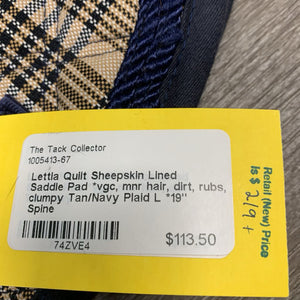 The Tack Collector
1005413-67
Lettia Quilt Sheepskin Lined
Saddle Pad *vgc, mnr hair, dirt, rubs,
clumpy Tan/Navy Plaid L *19"
Spine
74ZVE4
$113.50
Retail (New) Price
is $ 219+